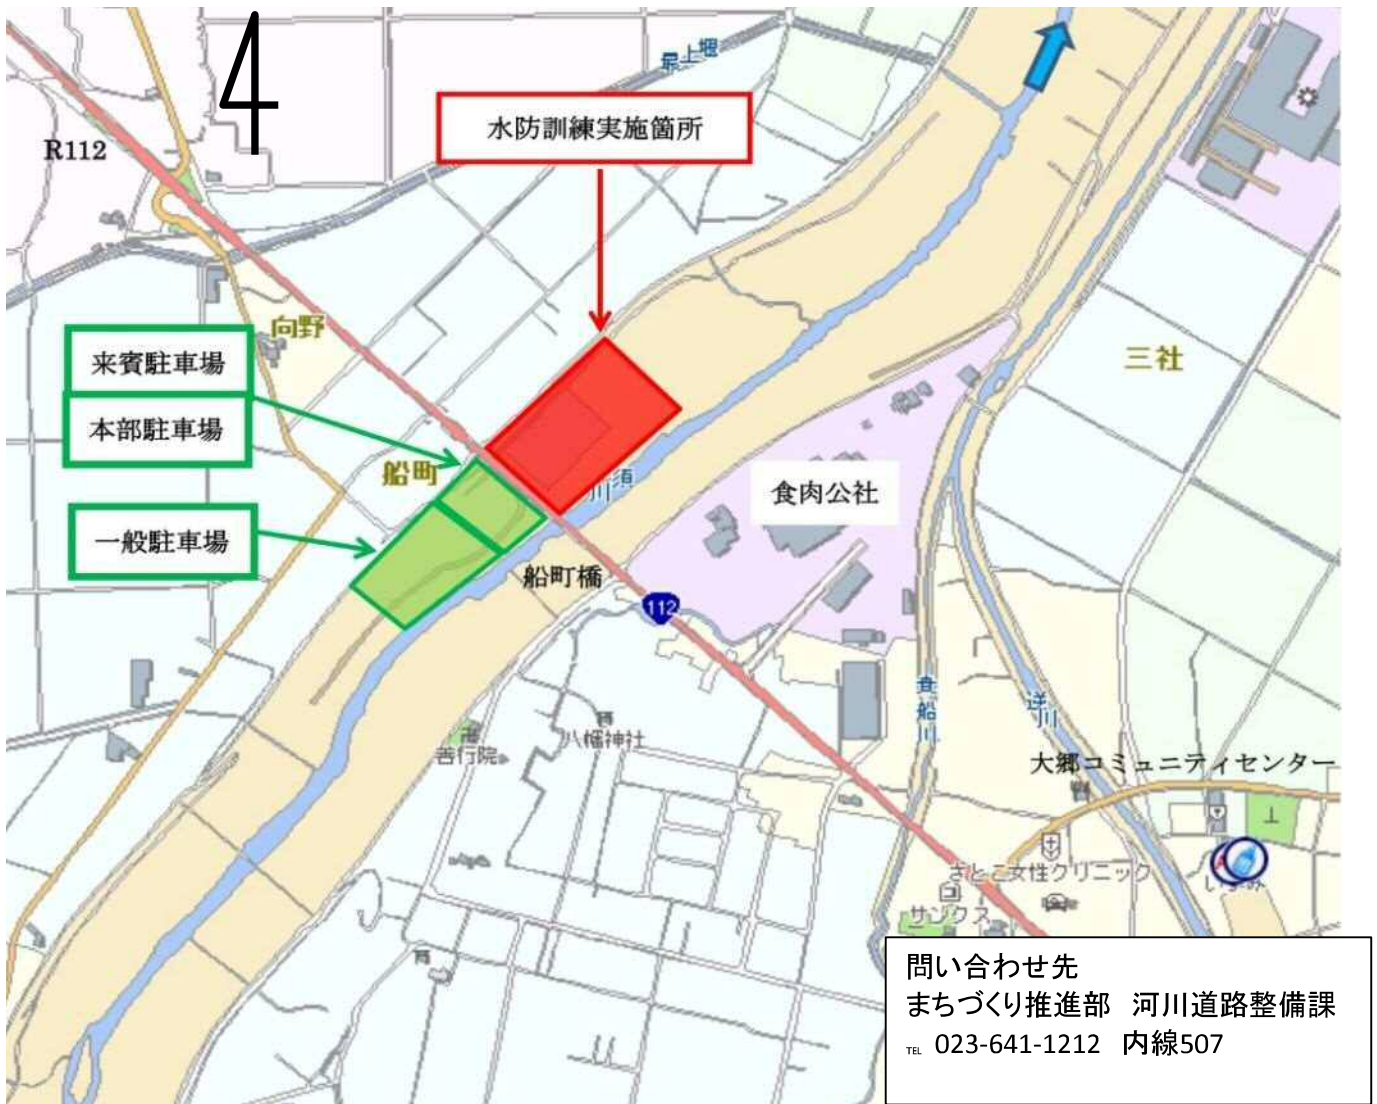 4
最上堰
R112
水防訓練実施箇所
向野
来賓駐車場
本部駐車場
三社
船町
一般駐車場
須
川
食肉公社
船町橋
112
倉船川
逆川
八幡神社
善行院
大郷コミュニティセンター
さとこ女性クリニック
サンクス
問い合わせ先
まちづくり推進部 河川道路整備課
℡ 023-641-1212 内線507